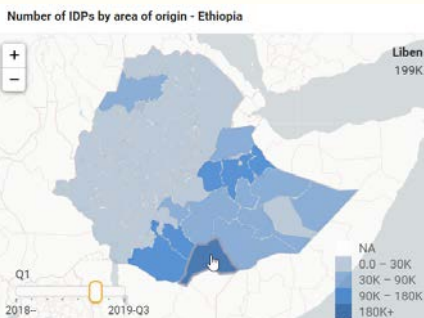 Number of IDPs by area of origin - Ethiopia
+
−
Liben
199K
NA
0.0 – 30K
30K – 90K
90K – 180K
180K+
Q1
2018--
2019-Q3